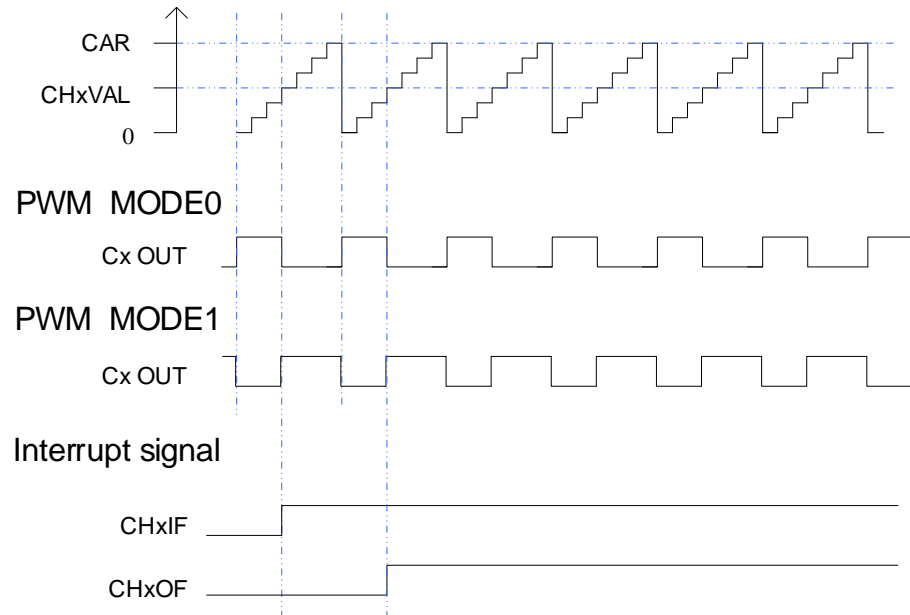 CAR
CHxVAL
0
PWM MODE0
Cx OUT
PWM MODE1
Cx OUT
Interrupt signal
CHxIF
CHxOF